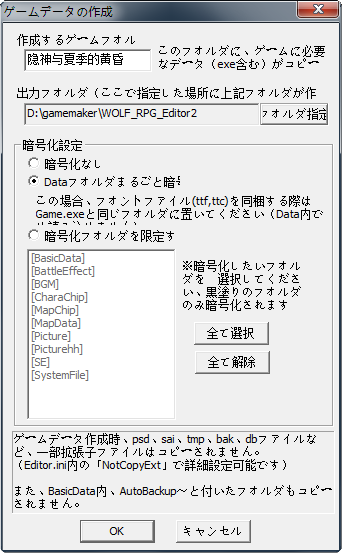 ゲームデータの作成
作成するゲームフォル
隐神与夏季的黄昏
このフォルダに、ゲームに必要
なデータ（exe含む）がコピー
出力フォルダ（ここで指定した場所に上記フォルダが作
D:\gamemaker\WOLF_RPG_Editor2
フォルダ指定
暗号化設定
暗号化なし
Dataフォルダまるごと暗号
この場合、フォントファイル(ttf,ttc)を同梱する際は
Game.exeと同じフォルダに置いてください（Data内で
暗号化フォルダを限定す
[BasicData]
[BattleEffect]
[BGM]
[CharaChip]
[MapChip]
[MapData]
[Picture]
[Picturehh]
[SE]
[SystemFile]
※暗号化したいフォル
ダを　選択してくださ
い、黒塗りのフォルダ
のみ暗号化されます
全て選択
全て解除
ゲームデータ作成時、psd、sai、tmp、bak、dbファイルな
ど、一部拡張子ファイルはコピーされません。
（Editor.ini内の「NotCopyExt」で詳細設定可能です）
また、BasicData内、AutoBackup～と付いたフォルダもコピー
されません。
OK
キャンセル